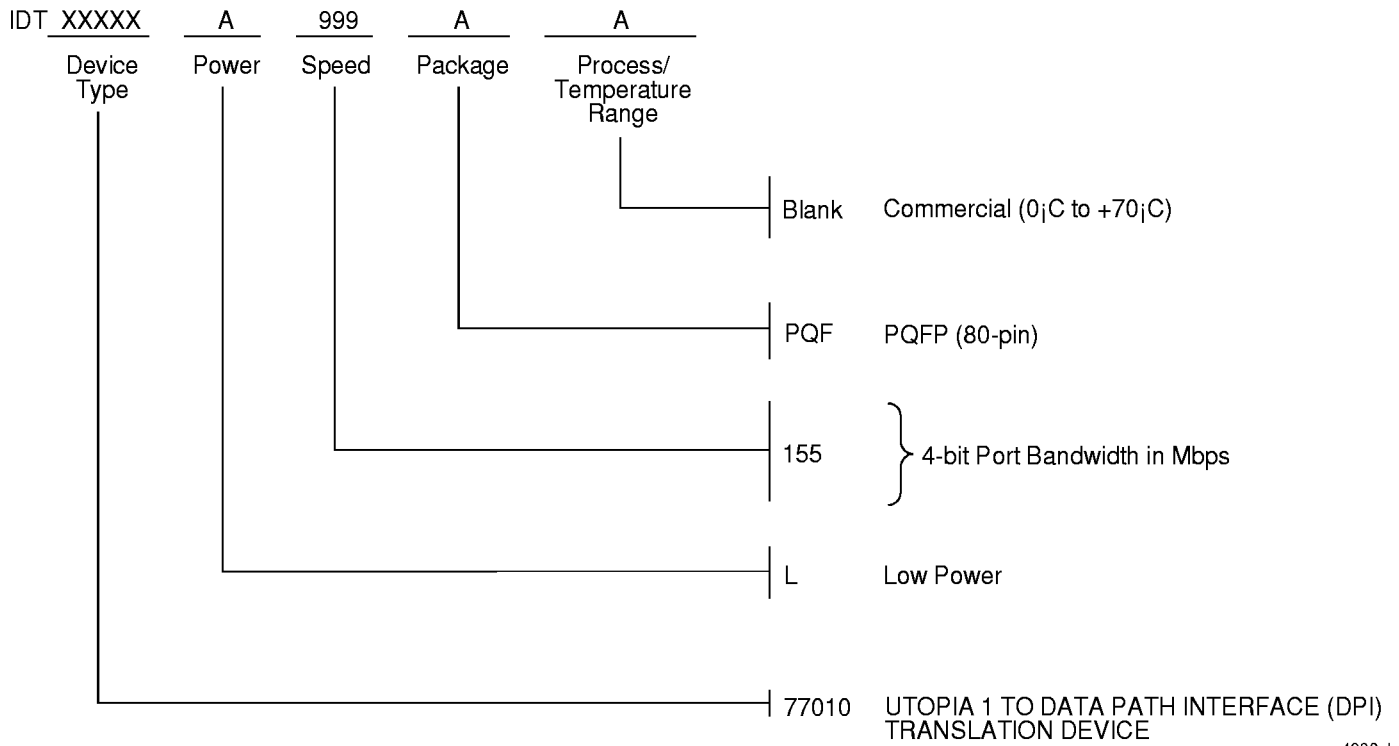 IDT XXXXX A 999 A A
Device Type Power Speed Package Process/ Temperature Range
Blank Commercial (0¡C to +70¡C)
PQF PQFP (80-pin)
155 4-bit Port Bandwidth in Mbps
L Low Power
77010 UTOPIA 1 TO DATA PATH INTERFACE (DPI)
TRANSLATION DEVICE